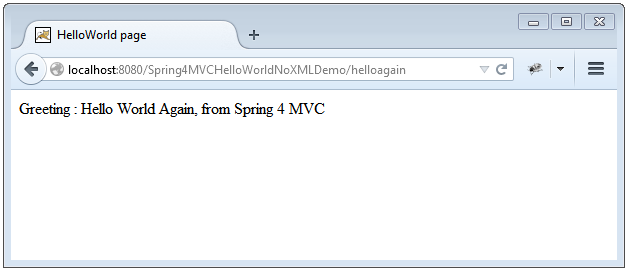 HelloWorld page
localhost:8080/Spring4MVCHelloWorldNoXMLDemo/helloagain
Greeting : Hello World Again, from Spring 4 MVC